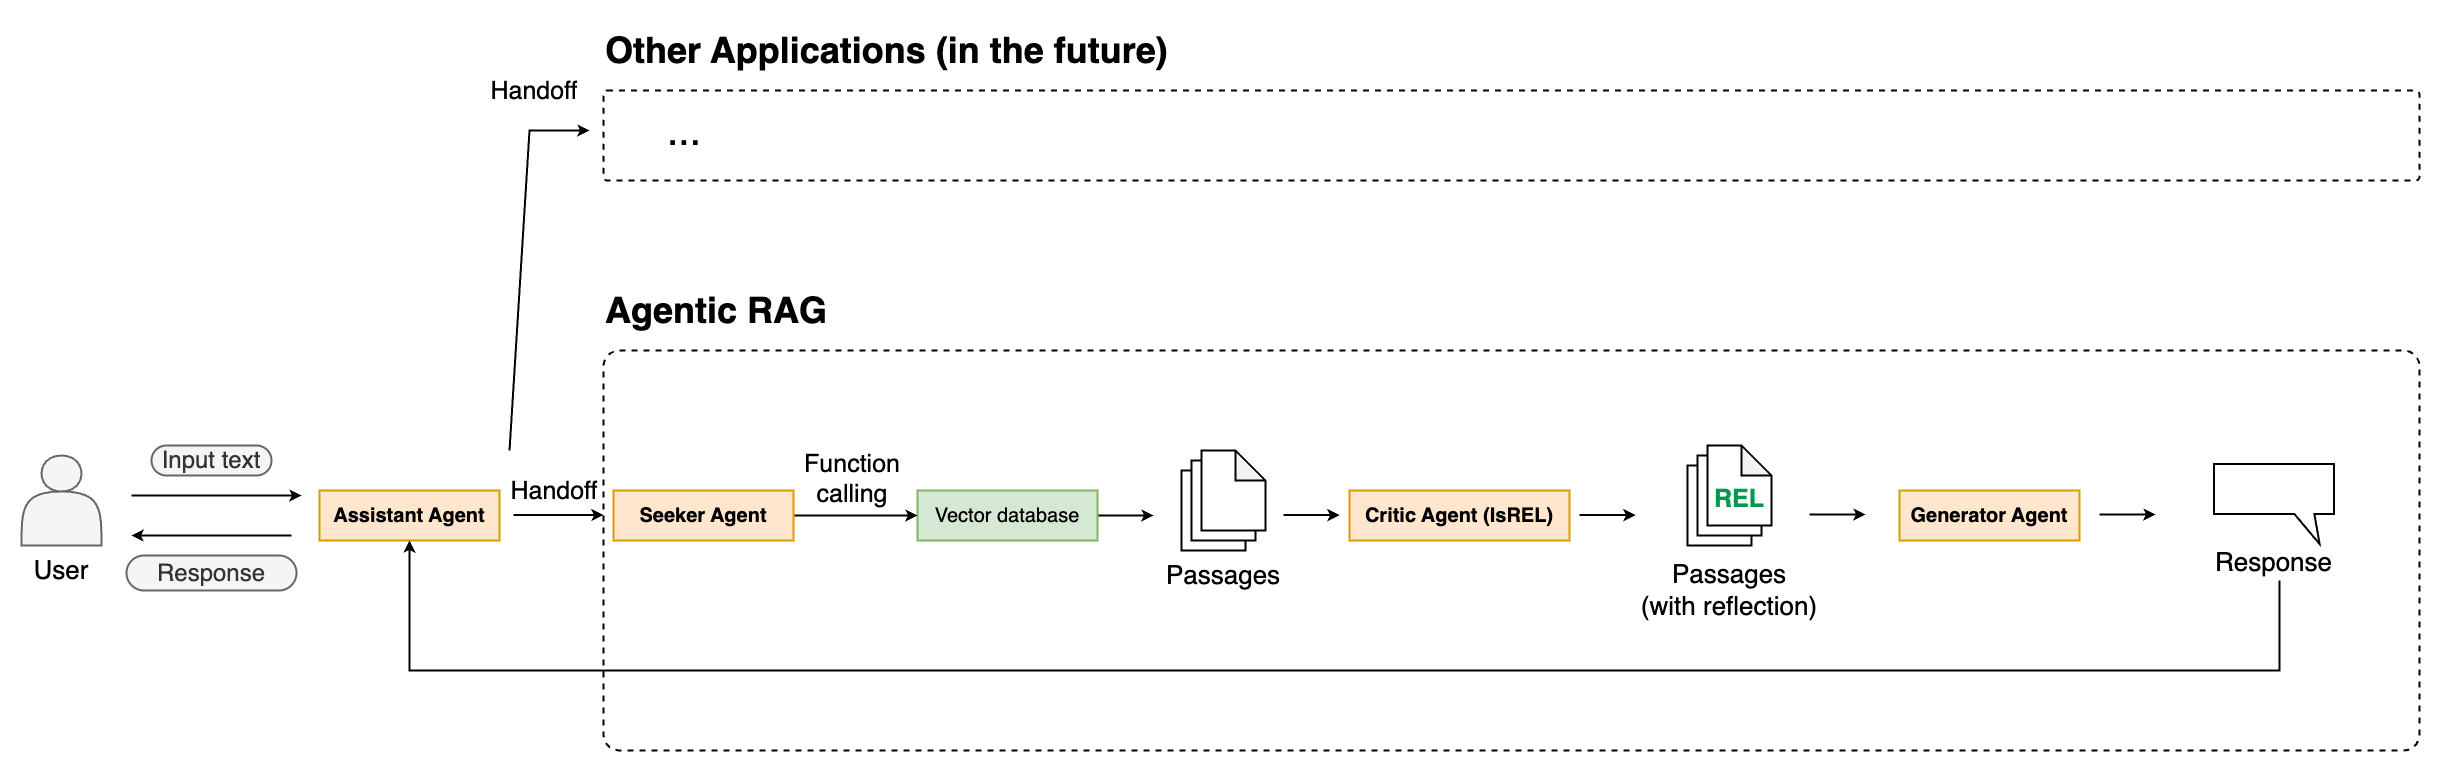 Other Applications (in the future)
Handoff
...
Agentic RAG
Input text
Response
User
Assistant Agent
Handoff
Seeker Agent
Function
calling
Vector database
Passages
Critic Agent (IsREL)
REL
Passages
(with reflection)
Generator Agent
Response